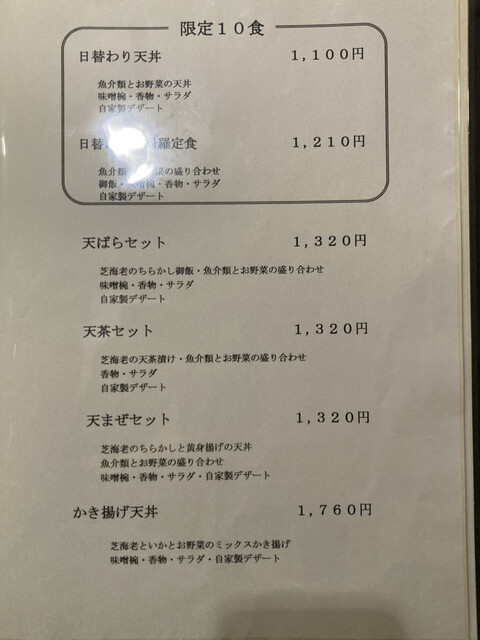 限定１０食
日替わり天丼 １,１００円
魚介類とお野菜の天丼
味噌椀・香物・サラダ
自家製デザート
日替 羅定食 １,２１０円
魚介 菜の盛り合わせ
御飯・ 噌椀・香物・サラダ
自家製デザート
天ばらセット １,３２０円
芝海老のちらかし御飯・魚介類とお野菜の盛り合わせ
味噌椀・香物・サラダ
自家製デザート
天茶セット １,３２０円
芝海老の天茶漬け・魚介類とお野菜の盛り合わせ
香物・サラダ
自家製デザート
天まぜセット １,３２０円
芝海老のちらかしと黄身揚げの天丼
魚介類とお野菜の盛り合わせ
味噌椀・香物・サラダ・自家製デザート
かき揚げ天丼 １,７６０円
芝海老といかとお野菜のミックスかき揚げ
味噌椀・香物・サラダ・自家製デザート